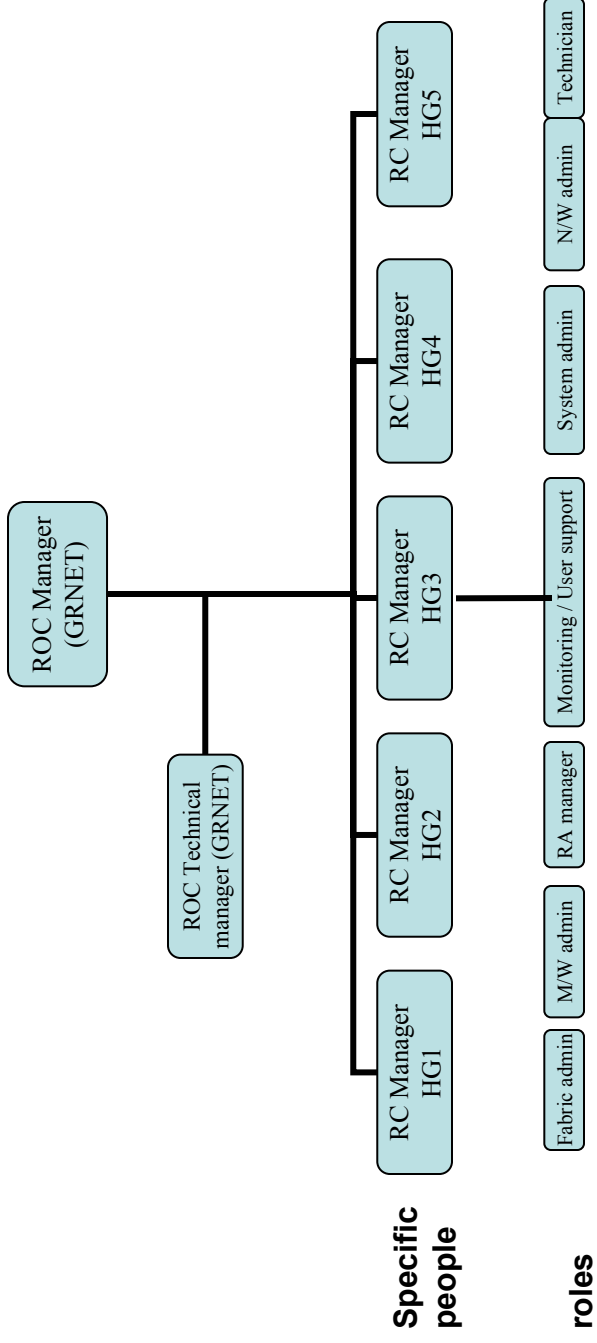 ROC Manager
(GRNET)
ROC Technical
manager (GRNET)
Specific
people
RC Manager
HG1
RC Manager
HG2
RC Manager
HG3
RC Manager
HG4
RC Manager
HG5
roles
Fabric admin
M/W admin
RA manager
Monitoring / User support
System admin
N/W admin
Technician